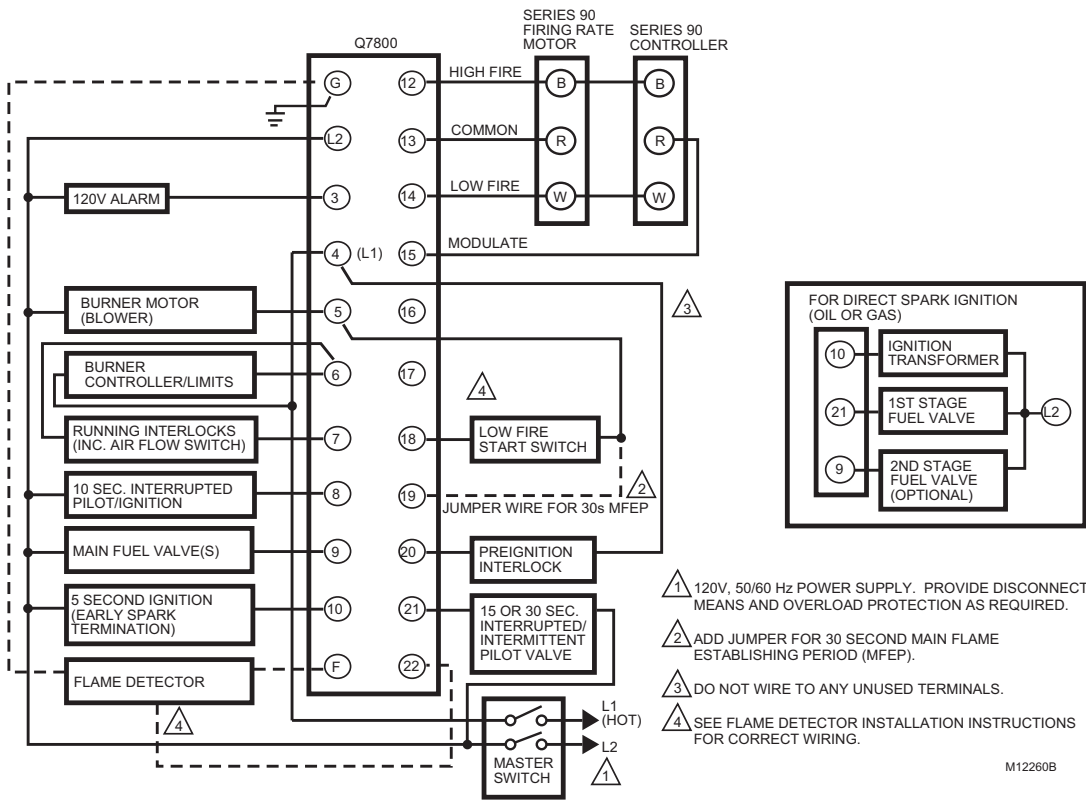 SERIES 90
FIRING RATE
MOTOR
SERIES 90
CONTROLLER
Q7800
G
12
HIGH FIRE
B
B
L2
13
COMMON
R
R
120V ALARM
3
14
LOW FIRE
W
W
4
(L1)
15
MODULATE
BURNER MOTOR
(BLOWER)
5
16
3
BURNER
CONTROLLER/LIMITS
6
17
4
RUNNING INTERLOCKS
(INC. AIR FLOW SWITCH)
7
18
LOW FIRE
START SWITCH
10 SEC. INTERRUPTED
PILOT/IGNITION
8
19
2
JUMPER WIRE FOR 30s MFEP
MAIN FUEL VALVE(S)
9
20
PREIGNITION
INTERLOCK
5 SECOND IGNITION
(EARLY SPARK
TERMINATION)
10
21
15 OR 30 SEC.
INTERRUPTED/
INTERMITTENT
PILOT VALVE
FLAME DETECTOR
F
22
4
L1
(HOT)
L2
MASTER
SWITCH
1
FOR DIRECT SPARK IGNITION
(OIL OR GAS)
10
IGNITION
TRANSFORMER
21
1ST STAGE
FUEL VALVE
L2
9
2ND STAGE
FUEL VALVE
(OPTIONAL)
1 120V, 50/60 Hz POWER SUPPLY. PROVIDE DISCONNECT
MEANS AND OVERLOAD PROTECTION AS REQUIRED.
2 ADD JUMPER FOR 30 SECOND MAIN FLAME
ESTABLISHING PERIOD (MFEP).
3 DO NOT WIRE TO ANY UNUSED TERMINALS.
4 SEE FLAME DETECTOR INSTALLATION INSTRUCTIONS
FOR CORRECT WIRING.
M12260B